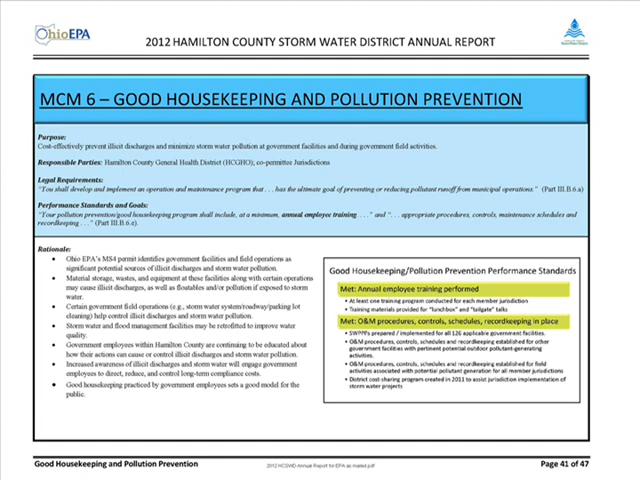 OhioEPA
2012 HAMILTON COUNTY STORM WATER DISTRICT ANNUAL REPORT
MCM 6 – GOOD HOUSEKEEPING AND POLLUTION PREVENTION
Purpose:
Cost-effectively prevent illicit discharges and minimize storm water pollution at government facilities and during government field activities.
Responsible Parties: Hamilton County General Health District (HCGHD); co-permittee Jurisdictions
Legal Requirements:
"You shall develop and implement an operation and maintenance program that . . . has the ultimate goal of preventing or reducing pollutant runoff from municipal operations." (Part III.B.6.a)
Performance Standards and Goals:
"Your pollution prevention/good housekeeping program shall include, at a minimum, annual employee training . . ." and ". . . appropriate procedures, controls, maintenance schedules and
recordkeeping . . ." (Part III.B.6.e).
Rationale:
• Ohio EPA's MS4 permit identifies government facilities and field operations as
significant potential sources of illicit discharges and storm water pollution.
• Material storage, wastes, and equipment at these facilities along with certain operations
may cause illicit discharges, as well as floatables and/or pollution if exposed to storm
water.
• Certain government field operations (e.g., storm water system/roadway/parking lot
cleaning) help control illicit discharges and storm water pollution.
• Storm water and flood management facilities may be retrofitted to improve water
quality.
• Government employees within Hamilton County are continuing to be educated about
how their actions can cause or control illicit discharges and storm water pollution.
• Increased awareness of illicit discharges and storm water will engage government
employees to direct, reduce, and control long-term compliance costs.
• Good housekeeping practiced by government employees sets a good model for the
public.
Good Housekeeping/Pollution Prevention Performance Standards
Met: Annual employee training performed
• At least one training program conducted for each member jurisdiction
• Training materials provided for "lunchbox" and "tailgate" talks
Met: O&M procedures, controls, schedules, recordkeeping in place
• SWPPPs prepared / implemented for all 126 applicable government facilities.
• O&M procedures, controls, schedules and recordkeeping established for other
government facilities with pertinent potential outdoor pollutant-generating
activities.
• O&M procedures, controls, schedules and recordkeeping established for field
activities associated with potential pollutant generation for all member jurisdictions
• District cost-sharing program created in 2011 to assist jurisdiction implementation of
storm water projects
Good Housekeeping and Pollution Prevention
2012 HCSWD Annual Report for EPA as mailed.pdf
Page 41 of 47